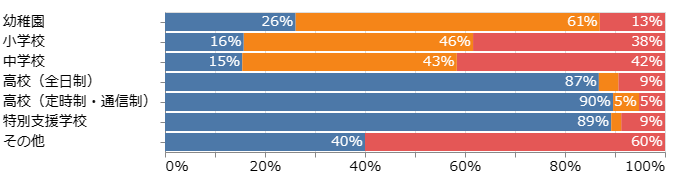 幼稚園 26% 61% 13%
小学校 16% 46% 38%
中学校 15% 43% 42%
高校（全日制） 87% 9%
高校（定時制・通信制） 90% 5% 5%
特別支援学校 89% 9%
その他 40% 60%
0% 20% 40% 60% 80% 100%